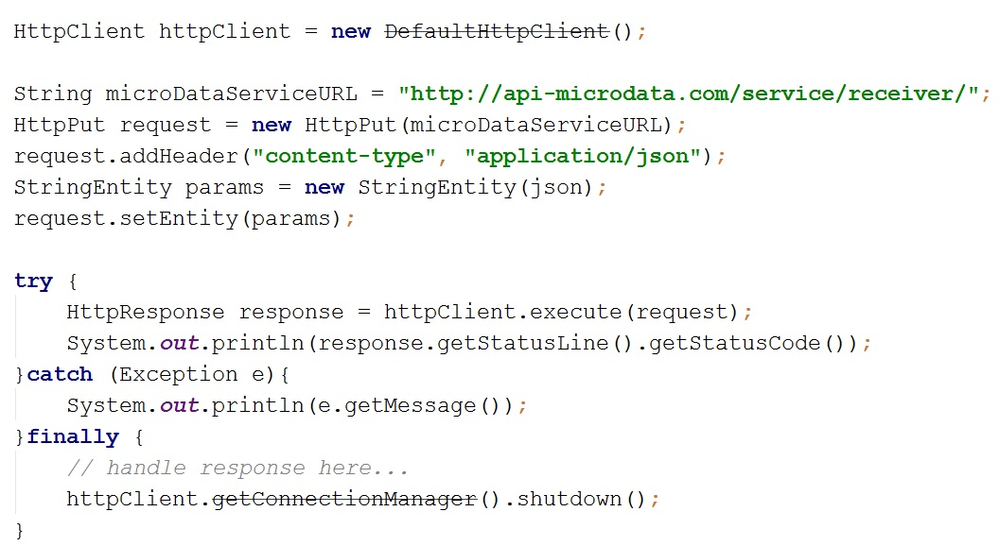 HttpClient httpClient = new DefaultHttpClient();
String microDataServiceURL = "http://api-microdata.com/service/receiver/";
HttpPut request = new HttpPut(microDataServiceURL);
request.addHeader("content-type", "application/json");
StringEntity params = new StringEntity(json);
request.setEntity(params);
try {
    HttpResponse response = httpClient.execute(request);
    System.out.println(response.getStatusLine().getStatusCode());
}catch (Exception e){
    System.out.println(e.getMessage());
}finally {
    // handle response here...
    httpClient.getConnectionManager().shutdown();
}